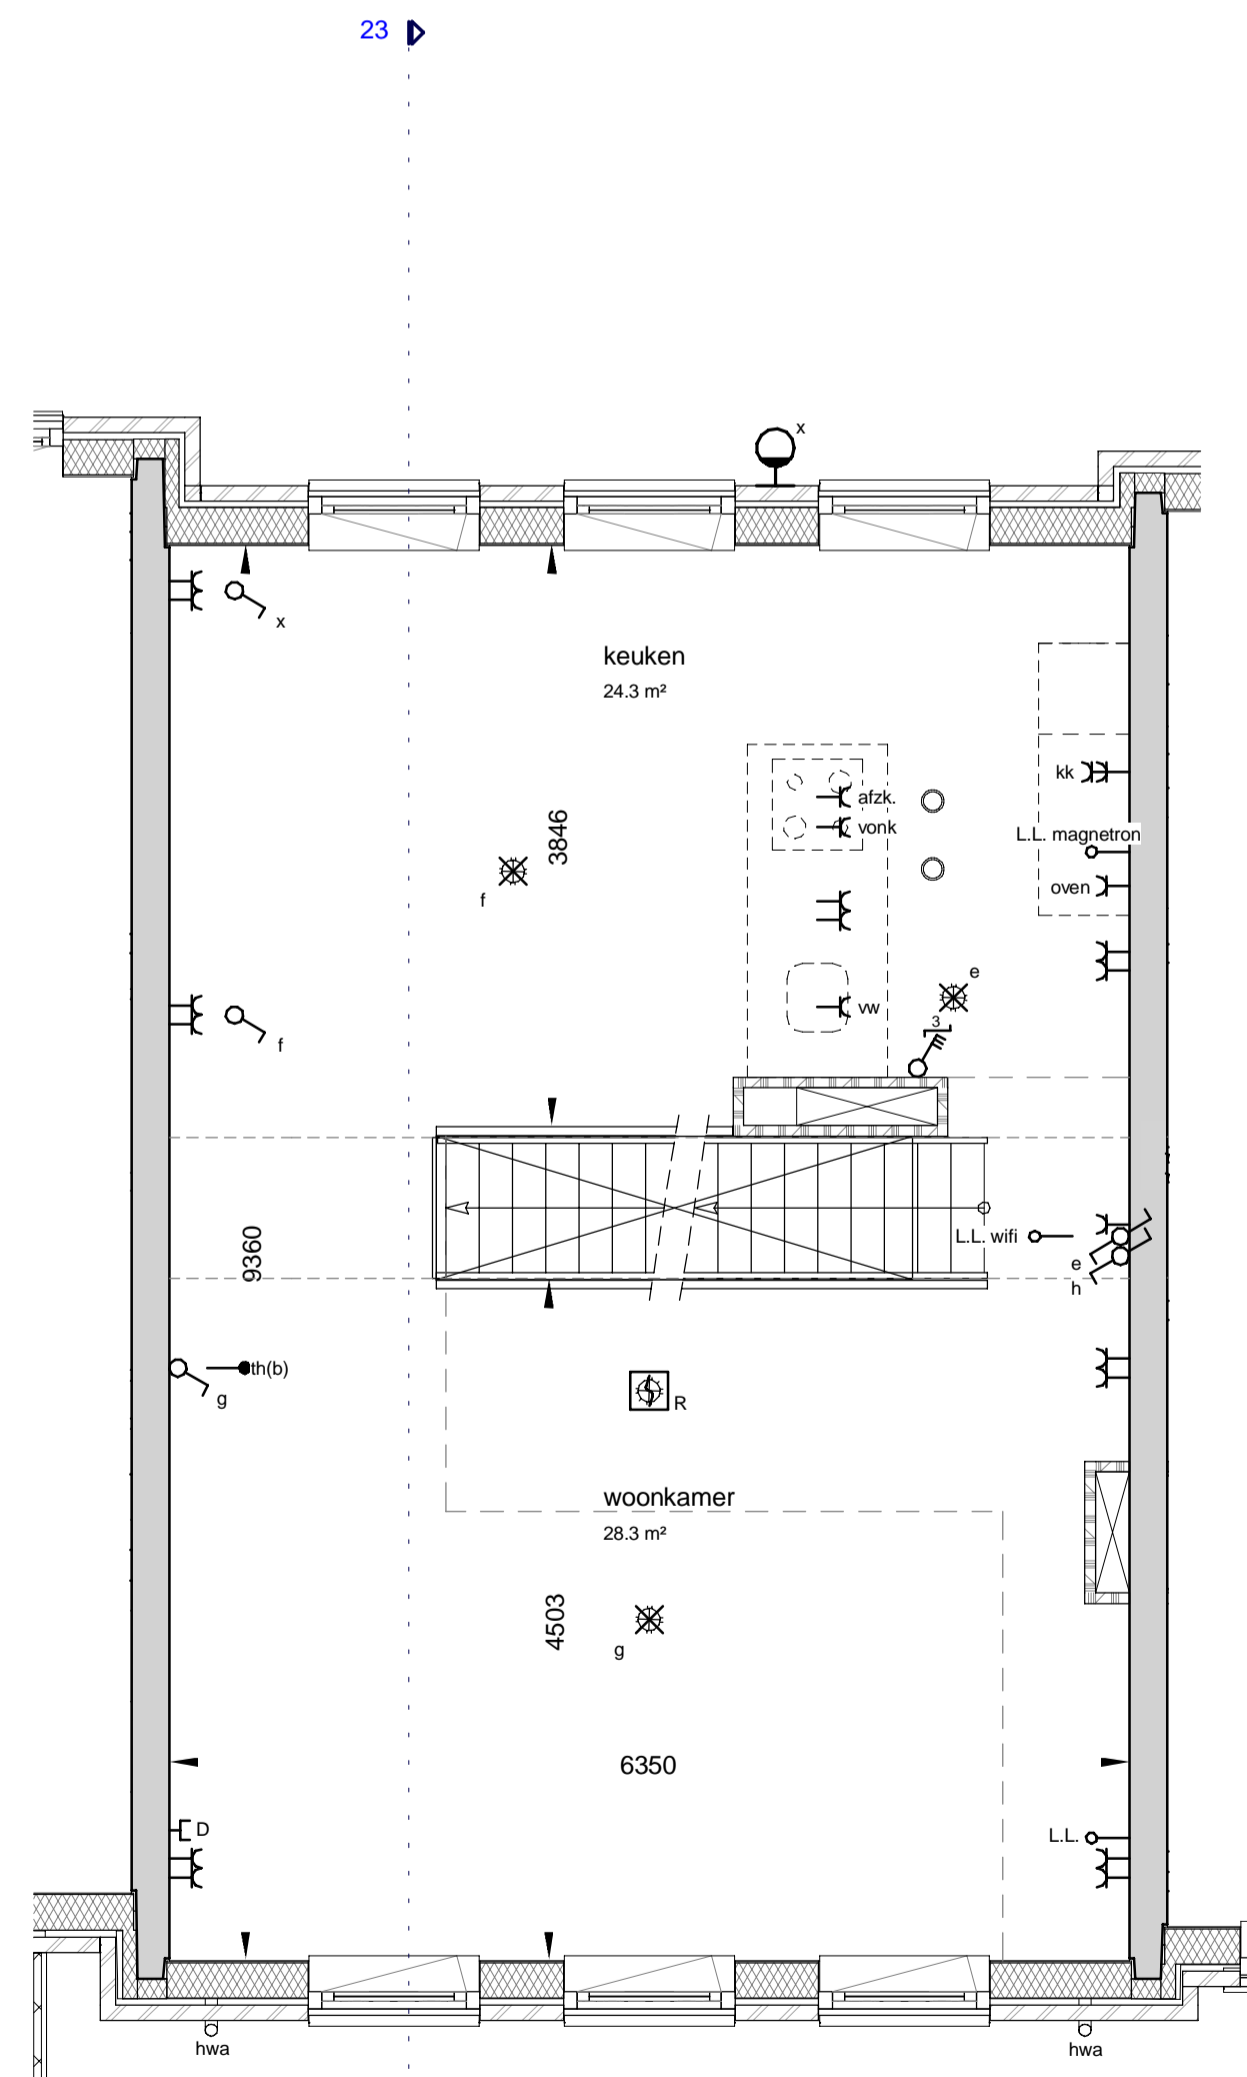 23
x
x
keuken
24.3 m²
kk
afzk.
vonk
L.L. magnetron
3846
oven
f
e
vw
3
f
L.L. wifi
e
h
9360
th(b)
g
R
woonkamer
28.3 m²
4503
g
6350
D
L.L.
hwa
hwa